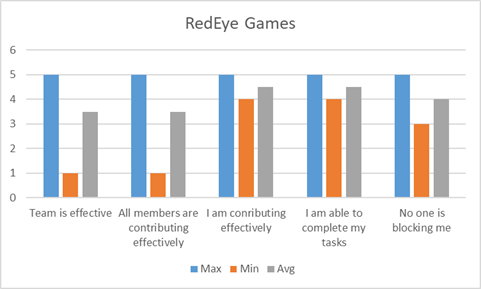 RedEye Games
6
5
4
3
2
1
0
Team is effective
All members are
contributing
effectively
I am conributing
effectively
I am able to
complete my
tasks
No one is
blocking me
Max Min Avg